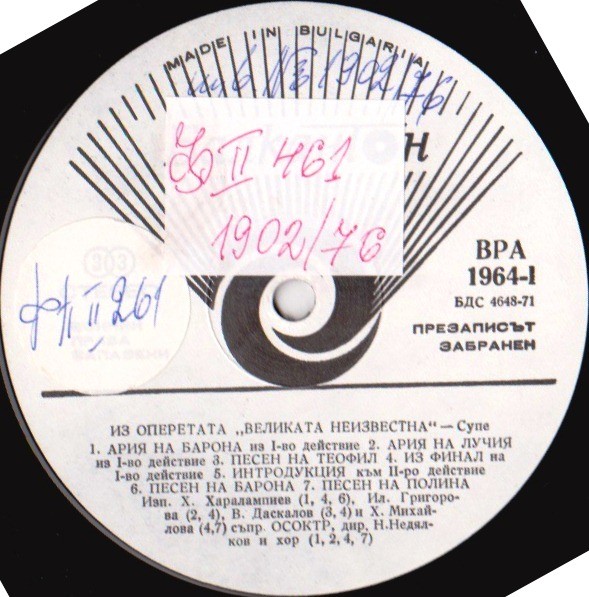 MADE IN BULGARIA
1902/76
Н
II 461
1902/76
33
II 261
ВРА
1964-I
БДС 4648-71
ПРЕЗАПИСЪТ
ЗАБРАНЕН
ИЗ ОПЕРЕТАТА „ВЕЛИКАТА НЕИЗВЕСТНА“ — Супе
1. АРИЯ НА БАРОНА из I-во действие 2. АРИЯ НА ЛУЧИЯ
из I-во действие 3. ПЕСЕН НА ТЕОФИЛ 4. ИЗ ФИНАЛ на
I-во действие 5. ИНТРОДУКЦИЯ към II-ро действие
6. ПЕСЕН НА БАРОНА 7. ПЕСЕН НА ПОЛИНА
Изп. Х. Харалампиев (1, 4, 6), Ил. Григоро-
ва (2, 4), В. Даскалов (3, 4) и Х. Михай-
лова (4,7) съпр. ОСОКТР, дир. Н.Недял-
ков и хор (1, 2, 4, 7)